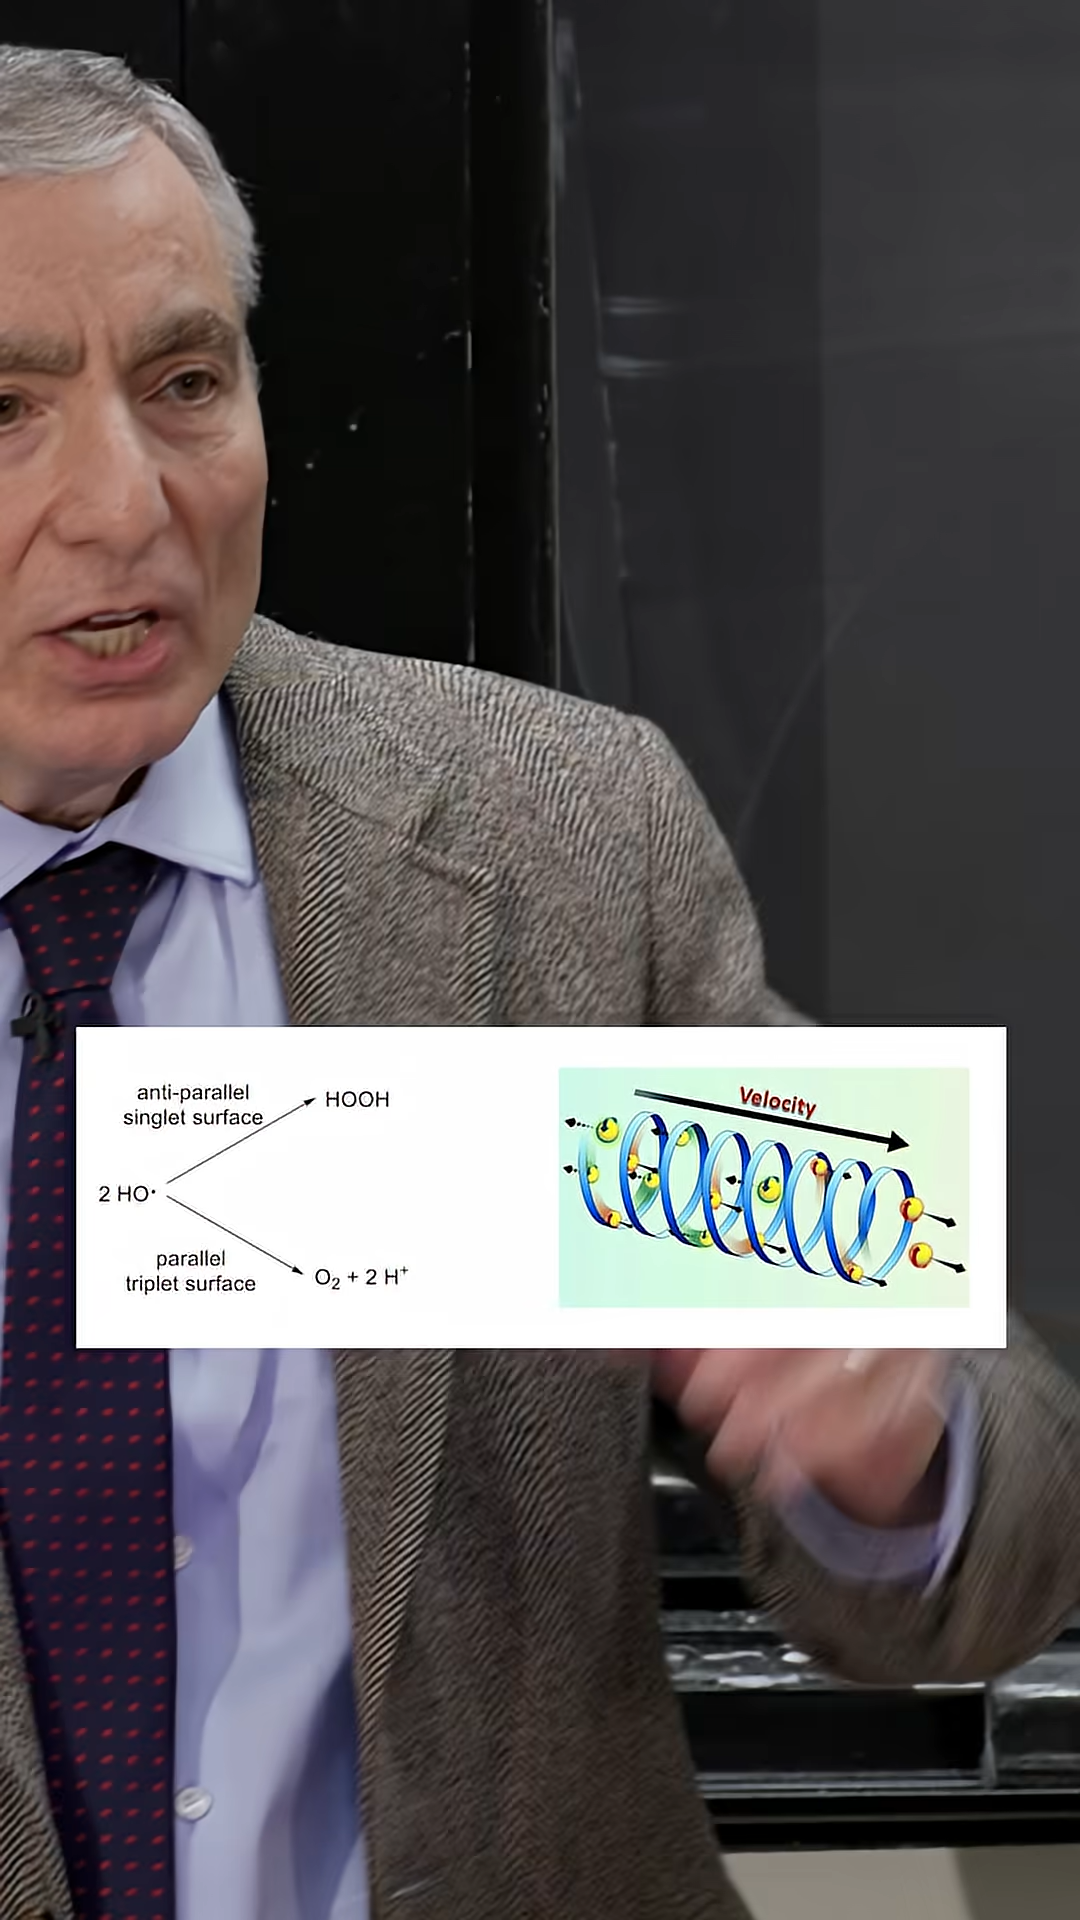 anti-parallel
singlet surface
HOOH
2 HO·
parallel
triplet surface
O₂ + 2 H⁺
Velocity